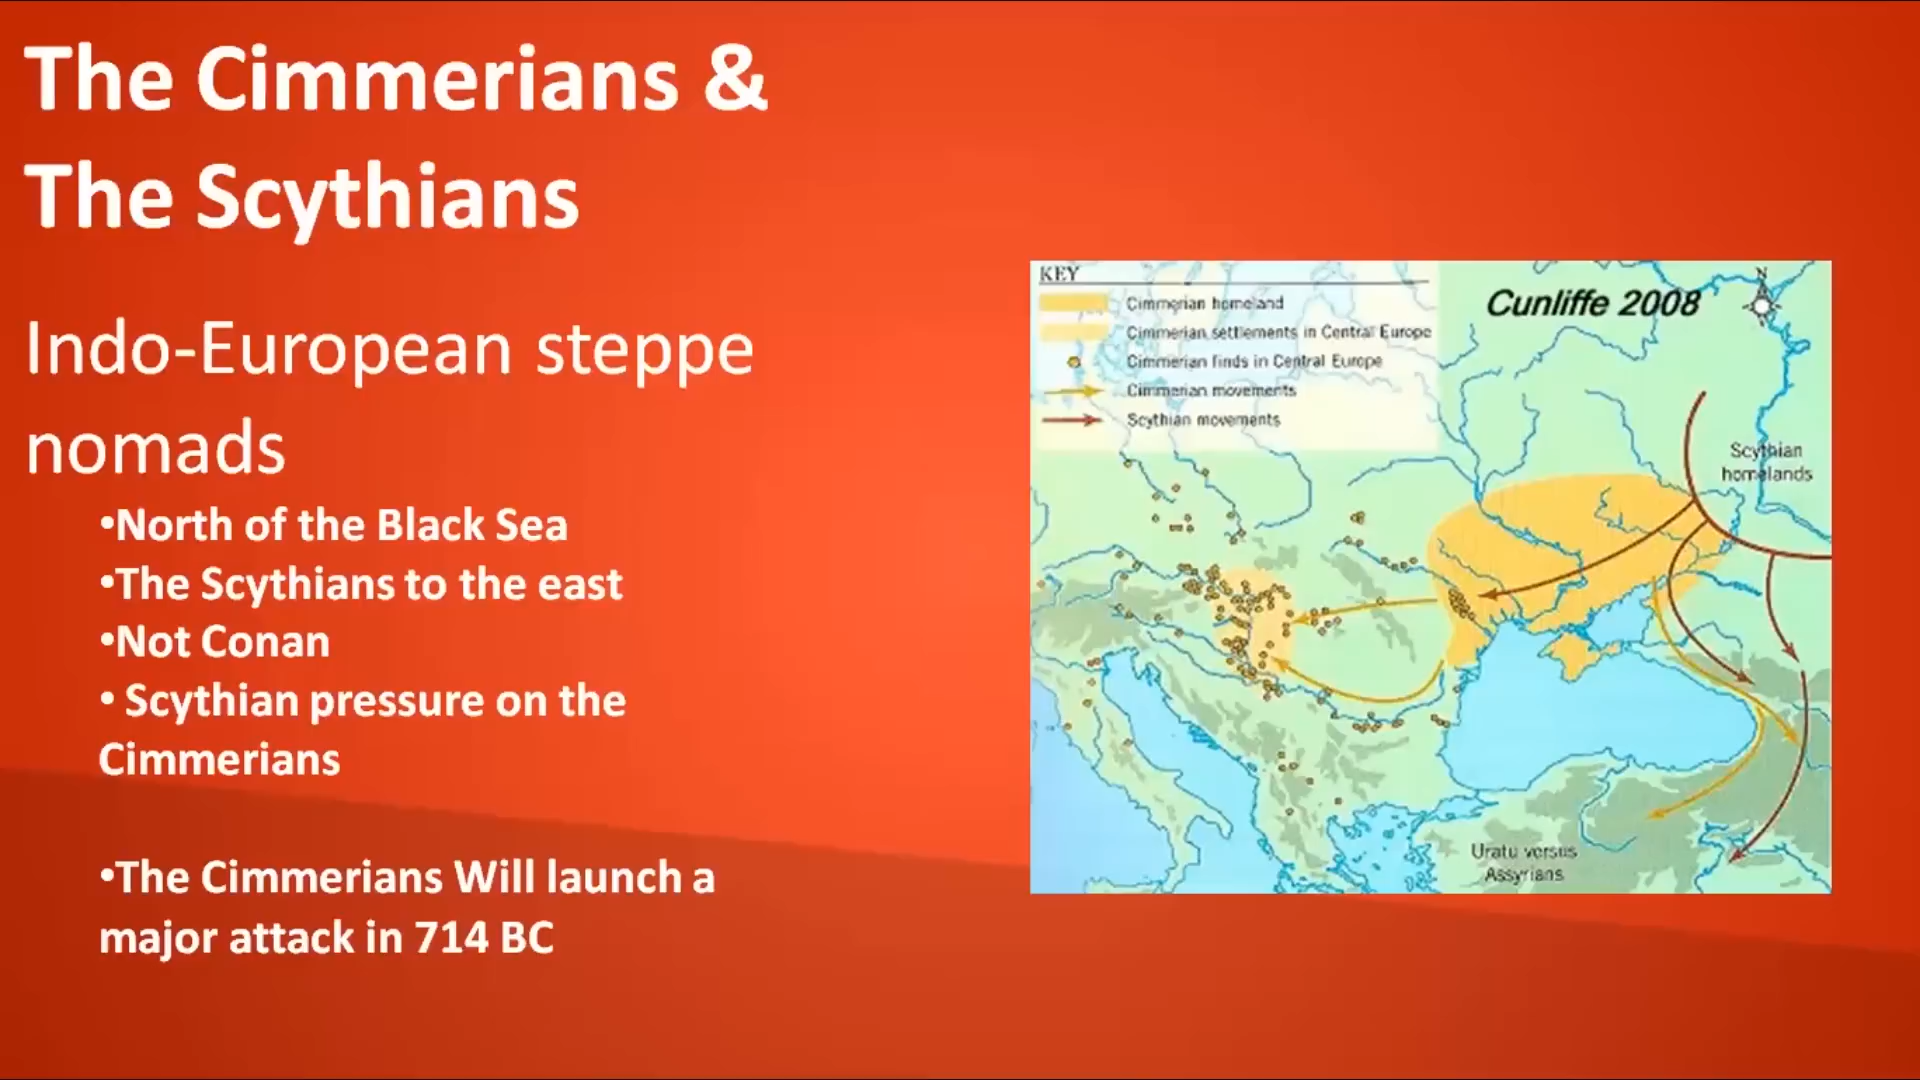 The Cimmerians &
The Scythians
Indo-European steppe
nomads
•North of the Black Sea
•The Scythians to the east
•Not Conan
• Scythian pressure on the
Cimmerians
•The Cimmerians Will launch a
major attack in 714 BC
KEY
Cimmerian homeland
Cimmerian settlements in Central Europe
Cimmerian finds in Central Europe
Cimmerian movements
Scythian movements
Cunliffe 2008
N
Scythian
homelands
Uratu versus
Assyrians